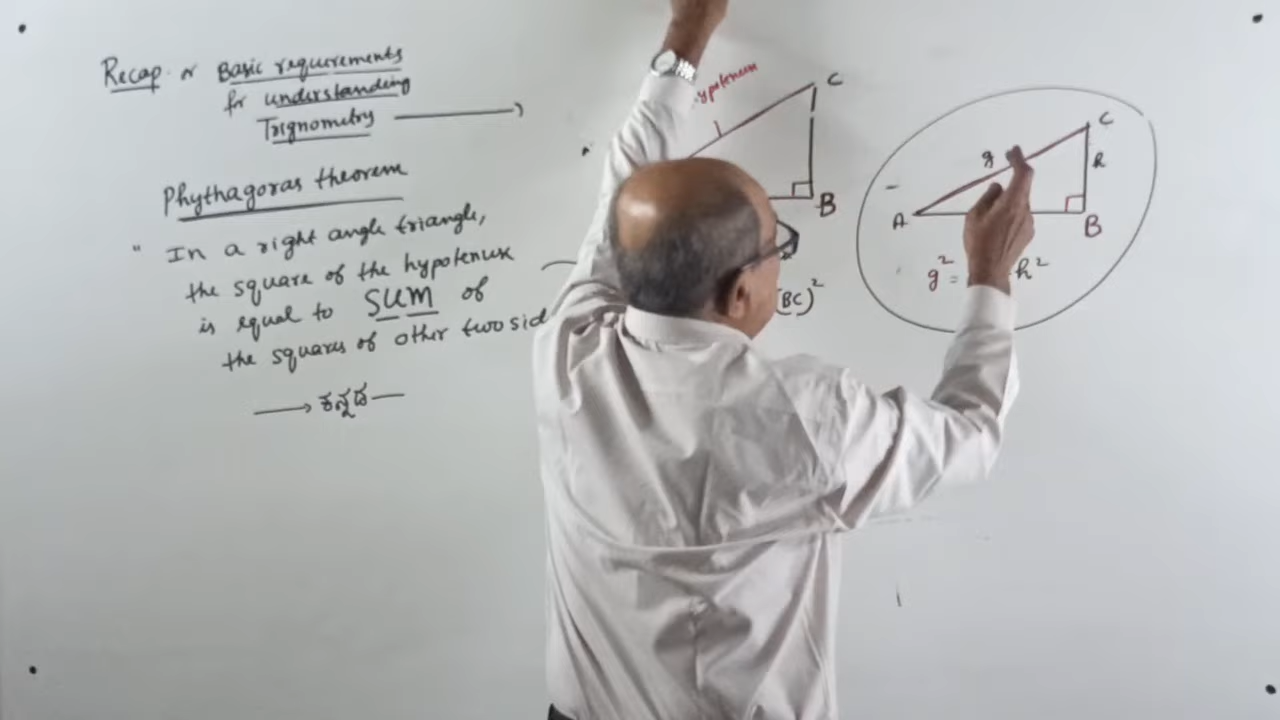 Recap or Basic requirements
for understanding
Trignometry
Phythagoras theorem
" In a right angle triangle,
the square of the hypotenux
is equal to SUM of
the squares of other two sid
ಕನ್ನಡ
ypotenux
C
B
(BC)²
C
g
h
A
B
g² =
h²